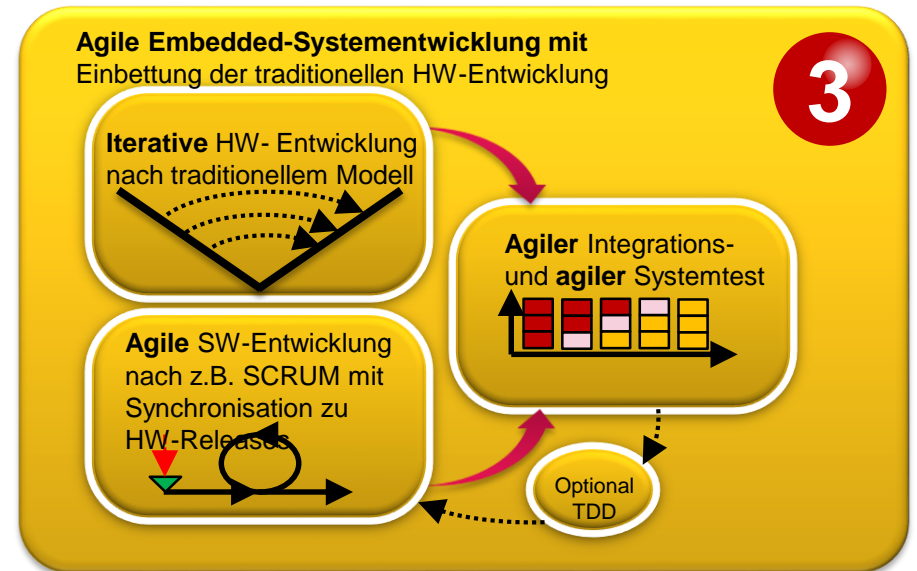 Agile Embedded-Systementwicklung mit
Einbettung der traditionellen HW-Entwicklung
3
Iterative HW- Entwicklung
nach traditionellem Modell
Agiler Integrations-
und agiler Systemtest
Agile SW-Entwicklung
nach z.B. SCRUM mit
Synchronisation zu
HW-Releases
Optional
TDD